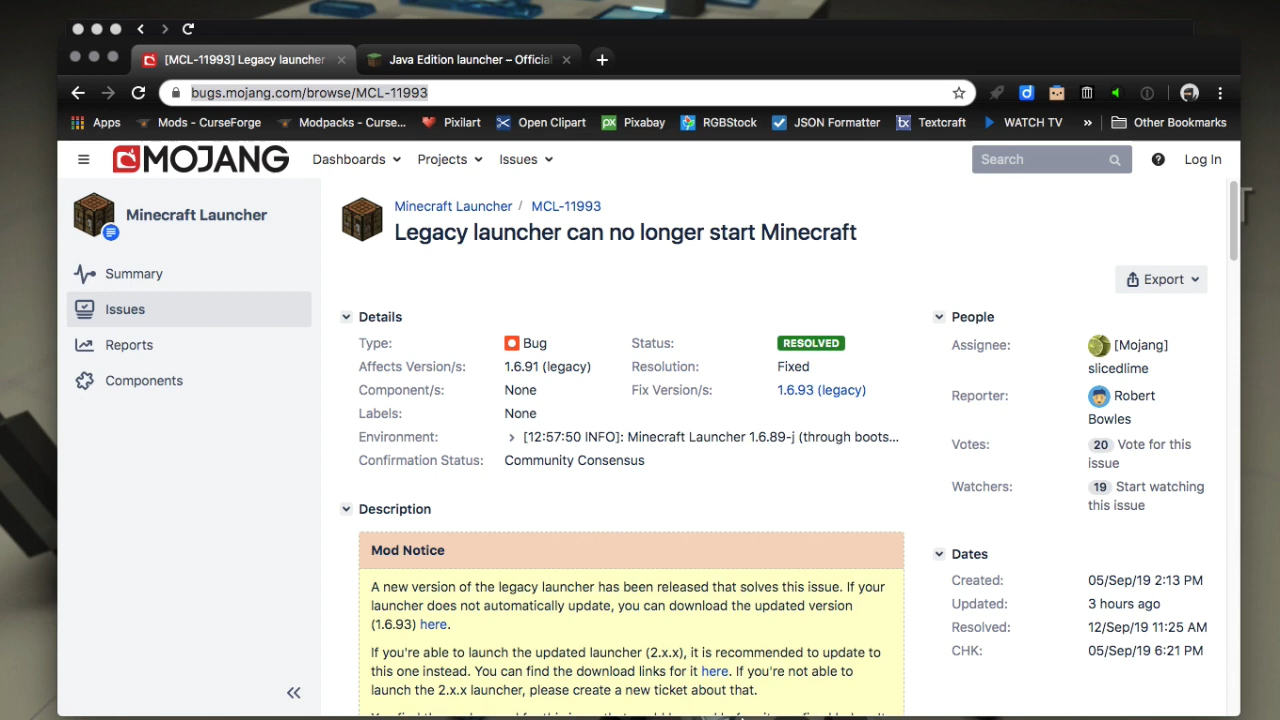 [MCL-11993] Legacy launcher
Java Edition launcher – Official
bugs.mojang.com/browse/MCL-11993
Apps
Mods - CurseForge
Modpacks - Curse...
Pixilart
Open Clipart
px Pixabay
RGBStock
JSON Formatter
tx Textcraft
WATCH TV
»
Other Bookmarks
MOJANG
Dashboards
Projects
Issues
Search
Log In
Minecraft Launcher
Summary
Issues
Reports
Components
Minecraft Launcher / MCL-11993
Legacy launcher can no longer start Minecraft
Export
Details
Type: Bug
Status: RESOLVED
Affects Version/s: 1.6.91 (legacy)
Resolution: Fixed
Component/s: None
Fix Version/s: 1.6.93 (legacy)
Labels: None
Environment: [12:57:50 INFO]: Minecraft Launcher 1.6.89-j (through boots...
Confirmation Status: Community Consensus
Description
Mod Notice
A new version of the legacy launcher has been released that solves this issue. If your
launcher does not automatically update, you can download the updated version
(1.6.93) here.
If you're able to launch the updated launcher (2.x.x), it is recommended to update to
this one instead. You can find the download links for it here. If you're not able to
launch the 2.x.x launcher, please create a new ticket about that.
People
Assignee: [Mojang]
slicedlime
Reporter: Robert
Bowles
Votes: 20 Vote for this
issue
Watchers: 19 Start watching
this issue
Dates
Created: 05/Sep/19 2:13 PM
Updated: 3 hours ago
Resolved: 12/Sep/19 11:25 AM
CHK: 05/Sep/19 6:21 PM